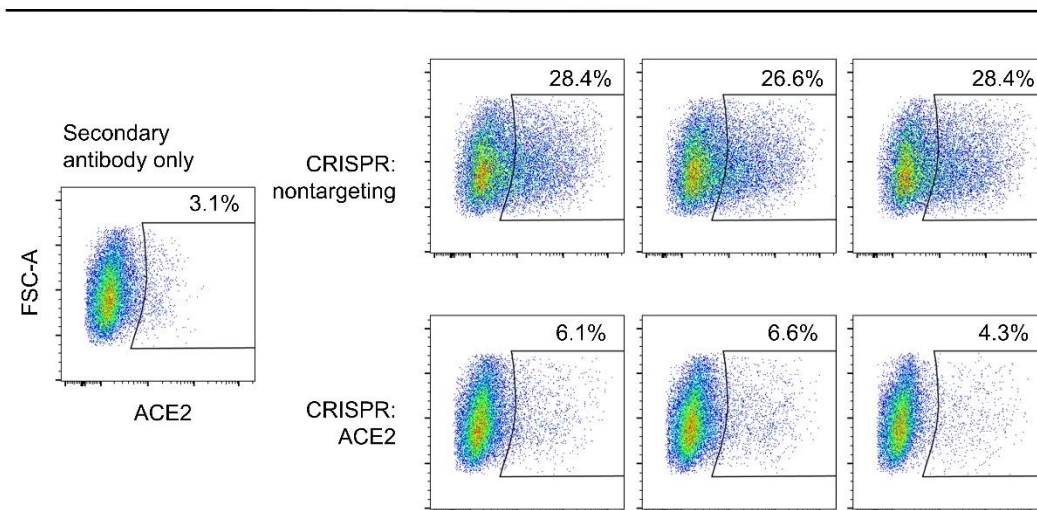 28.4%
26.6%
28.4%
Secondary
antibody only
CRISPR:
nontargeting
3.1%
FSC-A
ACE2
6.1%
6.6%
4.3%
CRISPR:
ACE2